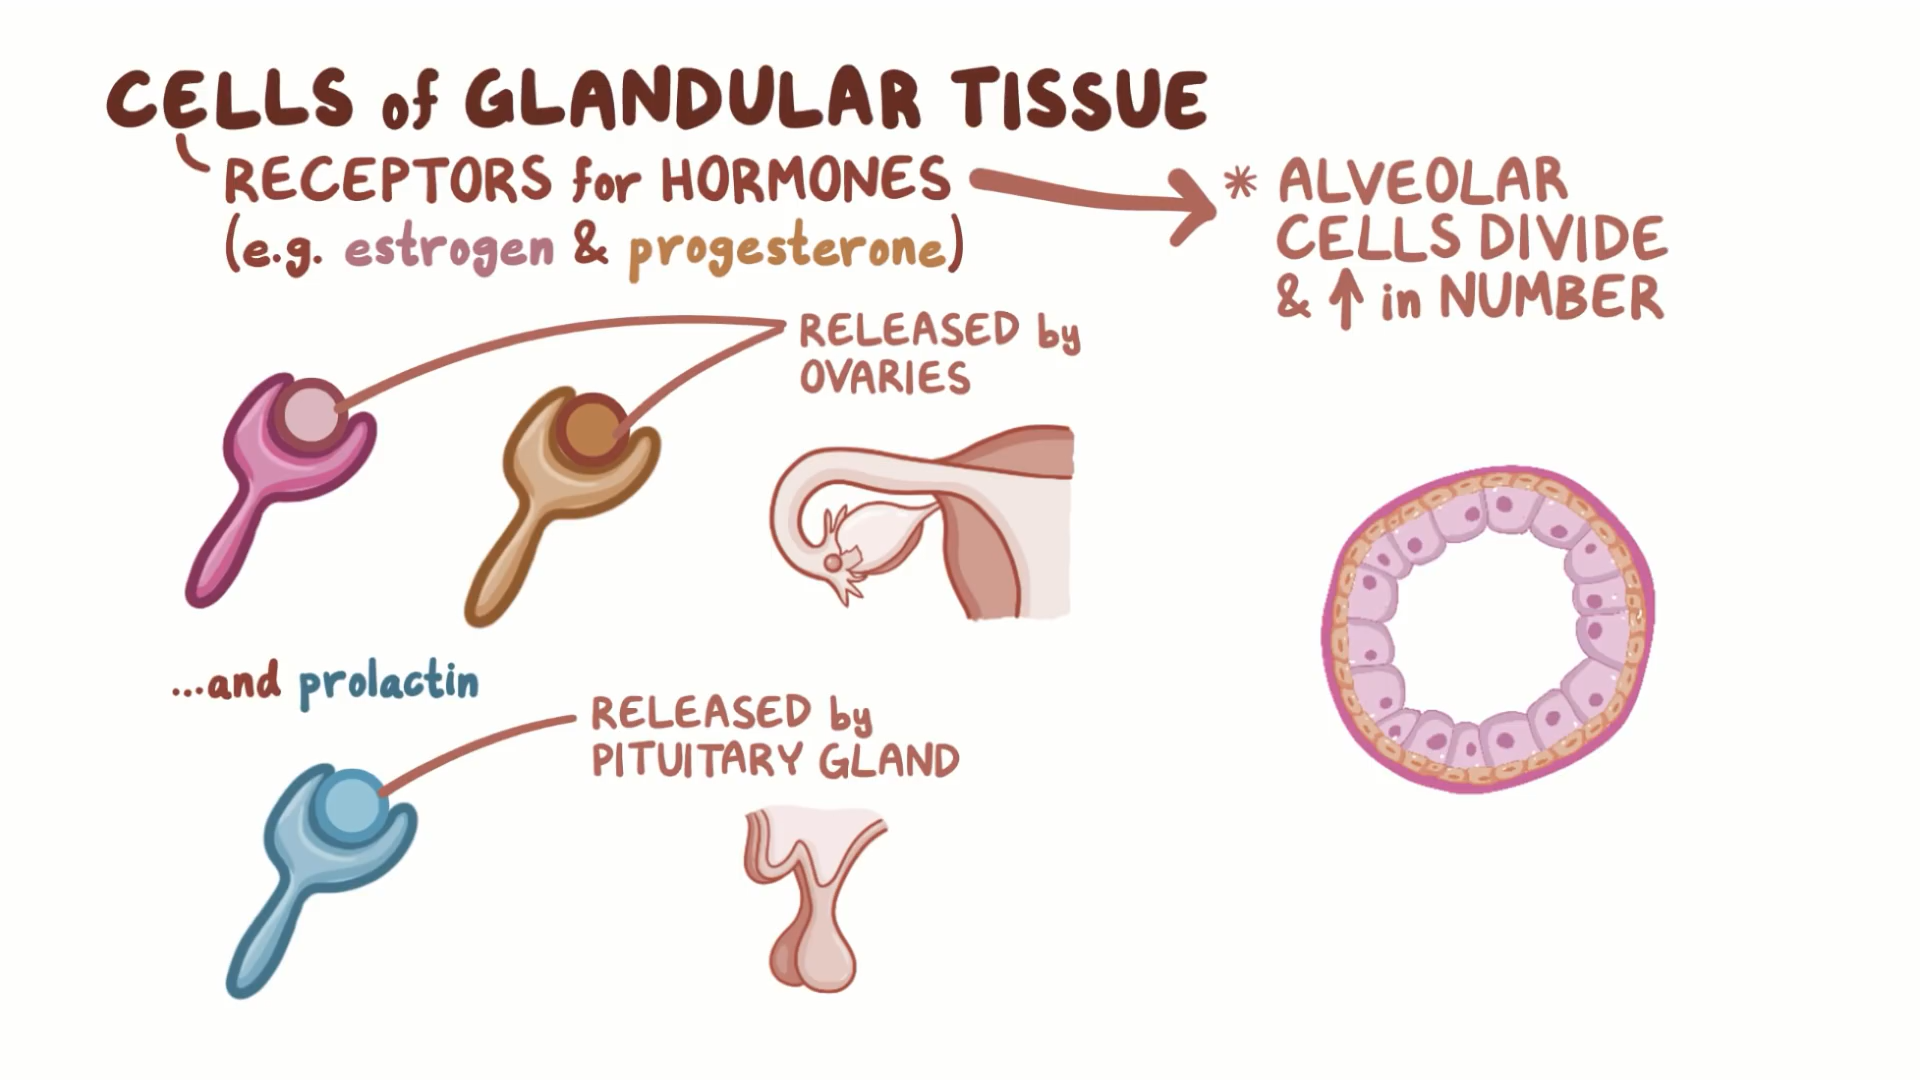 CELLS of GLANDULAR TISSUE
RECEPTORS for HORMONES
(e.g. estrogen & progesterone)
* ALVEOLAR
CELLS DIVIDE
& ↑ in NUMBER
RELEASED by
OVARIES
...and prolactin
RELEASED by
PITUITARY GLAND